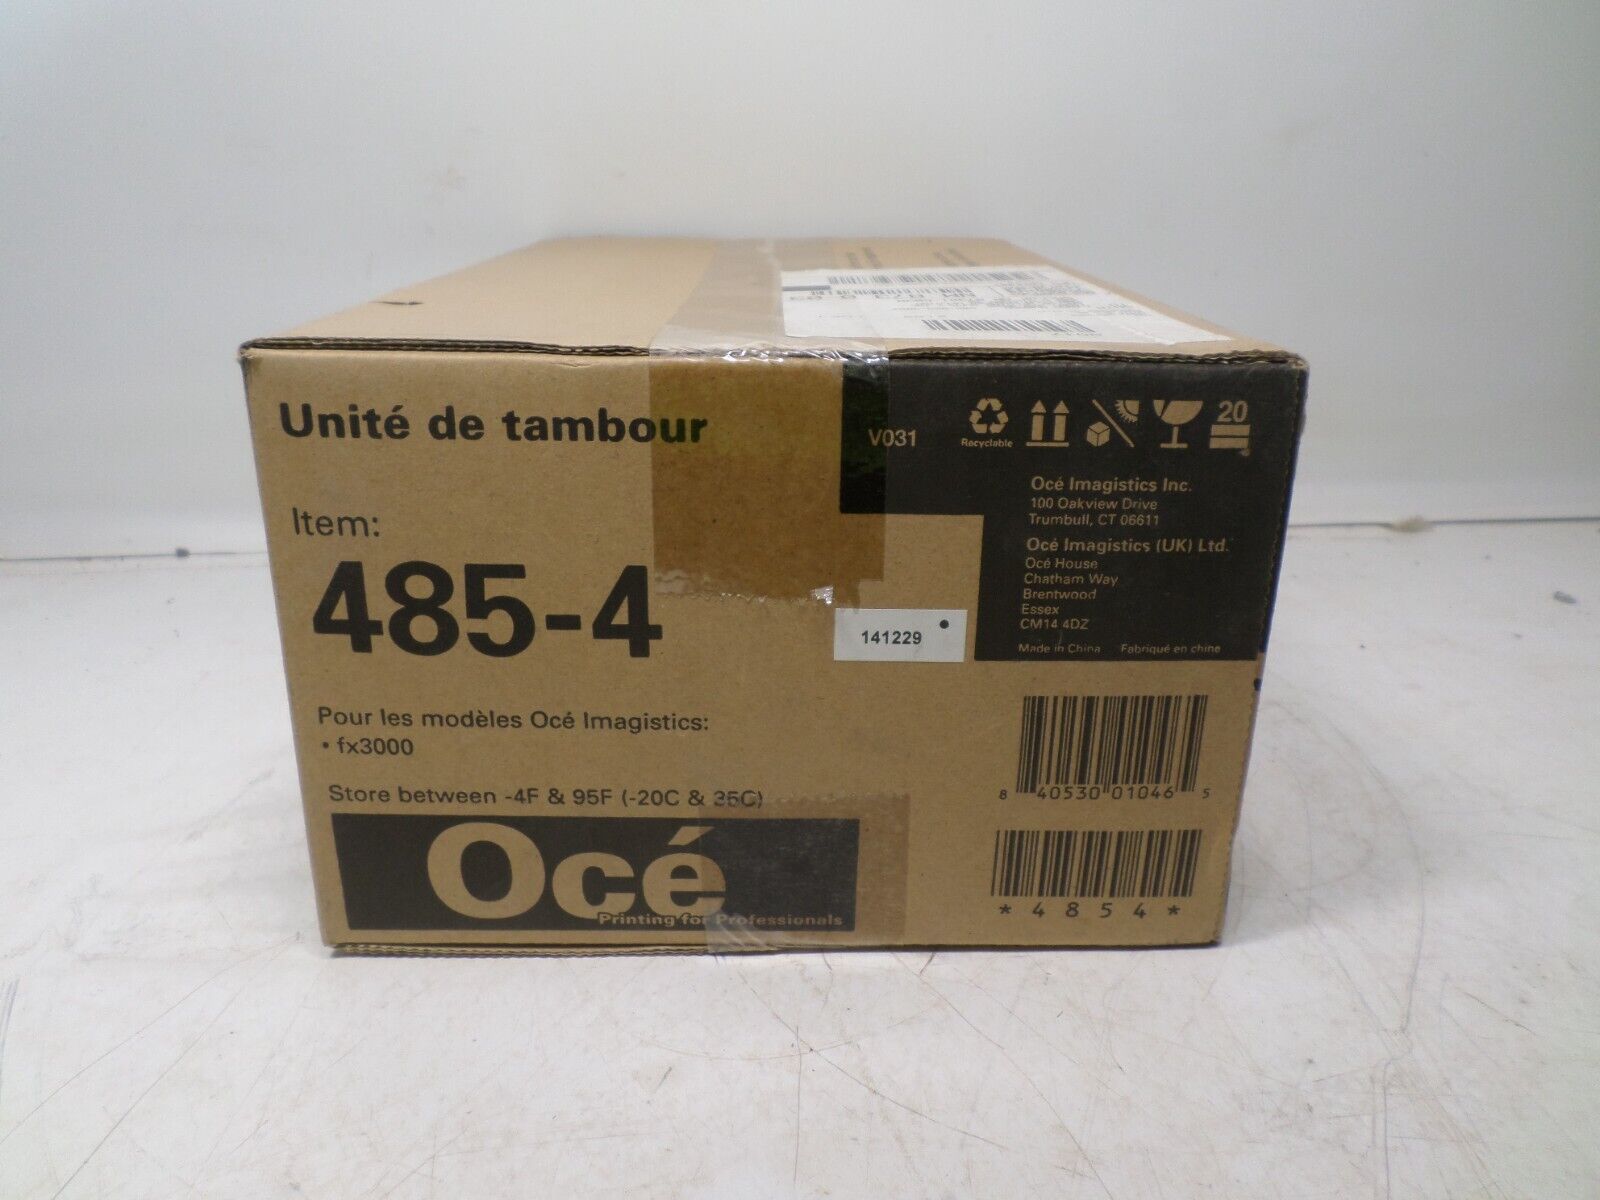 Unité de tambour
Item:
485-4
Pour les modèles Océ Imagistics:
• fx3000
Store between -4F & 95F (-20C & 35C)
Océ
Printing for Professionals
V031
Recyclable
20
Océ Imagistics Inc.
100 Oakview Drive
Trumbull, CT 06611
Océ Imagistics (UK) Ltd.
Océ House
Chatham Way
Brentwood
Essex
CM14 4DZ
Made in China Fabriqué en chine
141229
8 40530 01046 5
*4854*